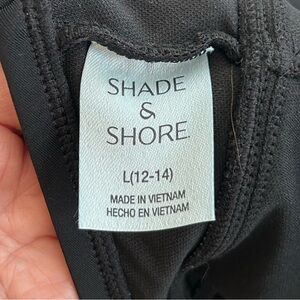 SHADE
&
SHORE
L(12-14)
MADE IN VIETNAM
HECHO EN VIETNAM